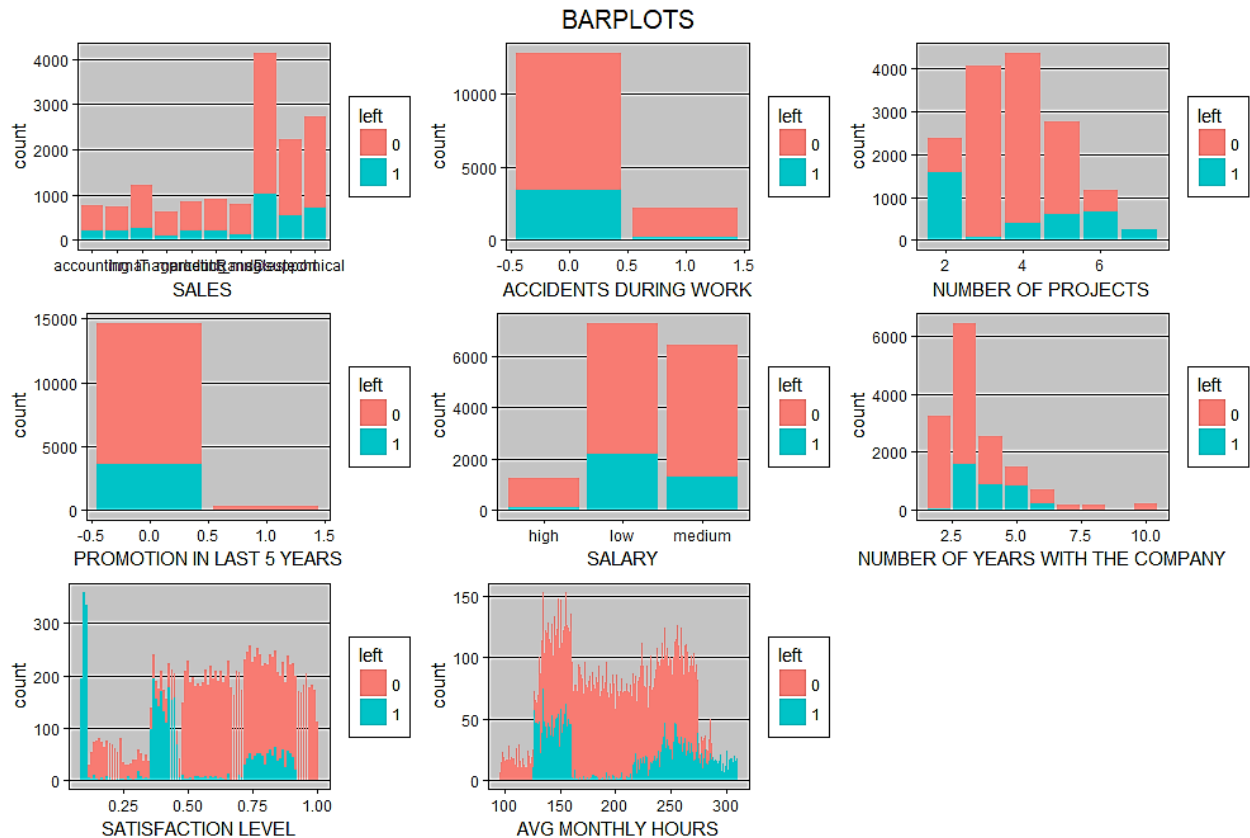 BARPLOTS
4000
3000
2000
1000
0
count
left
0
1
accounting
SALES
10000
5000
0
count
-0.5 0.0 0.5 1.0 1.5
ACCIDENTS DURING WORK
left
0
1
4000
3000
2000
1000
0
count
2 4 6
NUMBER OF PROJECTS
left
0
1
15000
10000
5000
0
count
-0.5 0.0 0.5 1.0 1.5
PROMOTION IN LAST 5 YEARS
left
0
1
6000
4000
2000
0
count
high low medium
SALARY
left
0
1
6000
4000
2000
0
count
2.5 5.0 7.5 10.0
NUMBER OF YEARS WITH THE COMPANY
left
0
1
300
200
100
0
count
0.25 0.50 0.75 1.00
SATISFACTION LEVEL
left
0
1
150
100
50
0
count
100 150 200 250 300
AVG MONTHLY HOURS
left
0
1